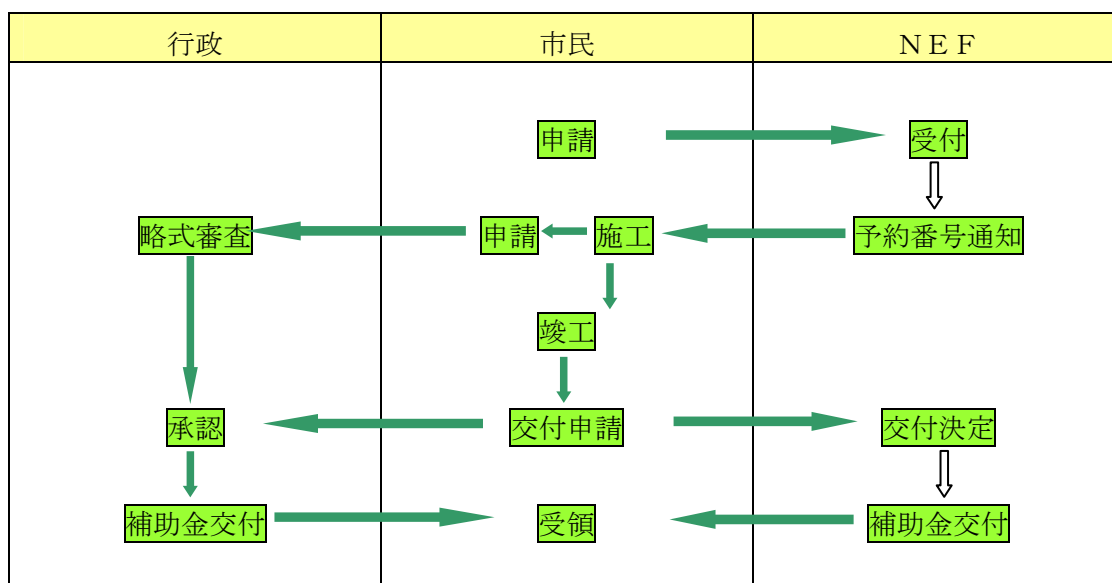 行政 市民 ＮＥＦ
申請 受付
略式審査 申請 施工 予約番号通知
竣工
承認 交付申請 交付決定
補助金交付 受領 補助金交付